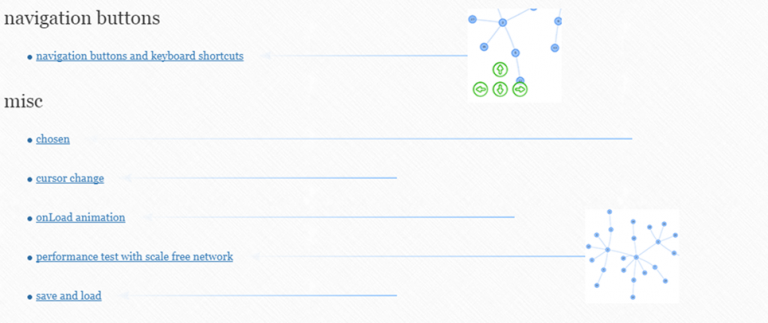 navigation buttons
navigation buttons and keyboard shortcuts
misc
chosen
cursor change
onLoad animation
performance test with scale free network
save and load